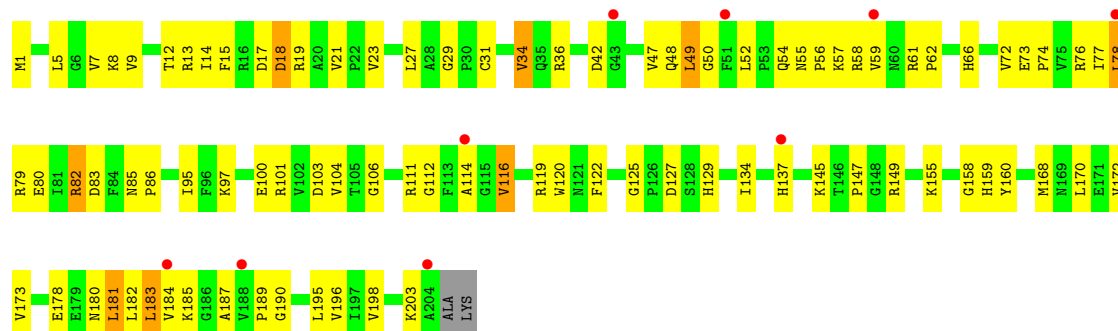 M1 L5 G6 V7 K8 V9 T12 R13 I14 F15 R16 D17 D18 R19 A20 V21 P22 V23 L27 A28 G29 P30 C31 V34 Q35 R36 D42 G43 V47 Q48 L49 G50 F51 L52 P53 Q54 N55 P56 K57 R58 V59 N60 R61 P62 H66 V72 E73 P74 V75 R76 I77 L78
R79 E80 I81 R82 D83 F84 N85 P86 I95 F96 K97 E100 R101 V102 D103 V104 T105 G106 R111 G112 F113 A114 G115 V116 R119 W120 N121 F122 G125 P126 D127 S128 H129 I134 H137 K145 T146 P147 G148 R149 K155 G158 H159 Y160 M168 N169 L170 E171
V173 E178 E179 N180 L181 L182 L183 V184 K185 G186 A187 V188 P189 G190 L195 V196 I197 V198 K203 A204 ALA LYS